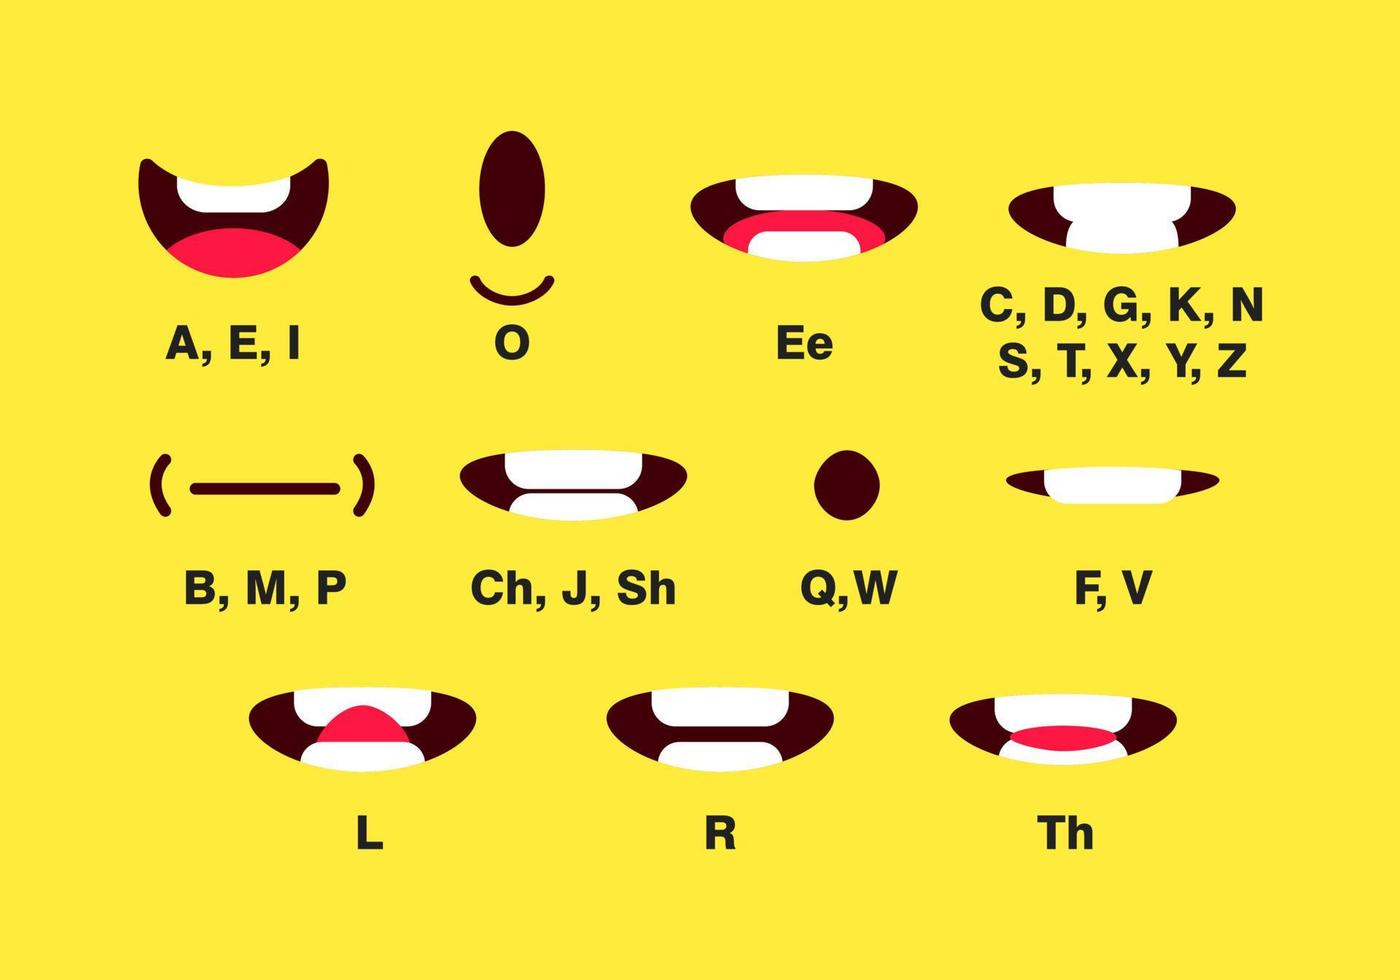 A, E, I
O
Ee
C, D, G, K, N
S, T, X, Y, Z
B, M, P
Ch, J, Sh
Q,W
F, V
L
R
Th